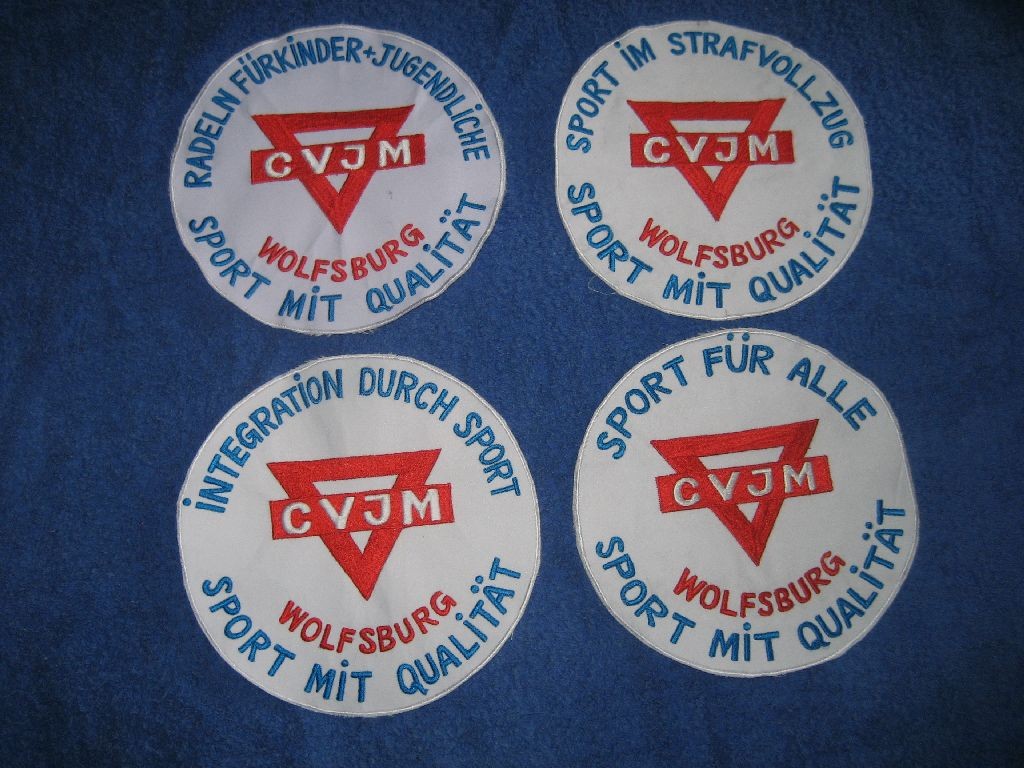 RADELN FÜRKINDER+JUGENDLICHE
CVJM
WOLFSBURG
SPORT MIT QUALITÄT
SPORT IM STRAFVOLLZUG
CVJM
WOLFSBURG
SPORT MIT QUALITÄT
INTEGRATION DURCH SPORT
CVJM
WOLFSBURG
SPORT MIT QUALITÄT
SPORT FÜR ALLE
CVJM
WOLFSBURG
SPORT MIT QUALITÄT